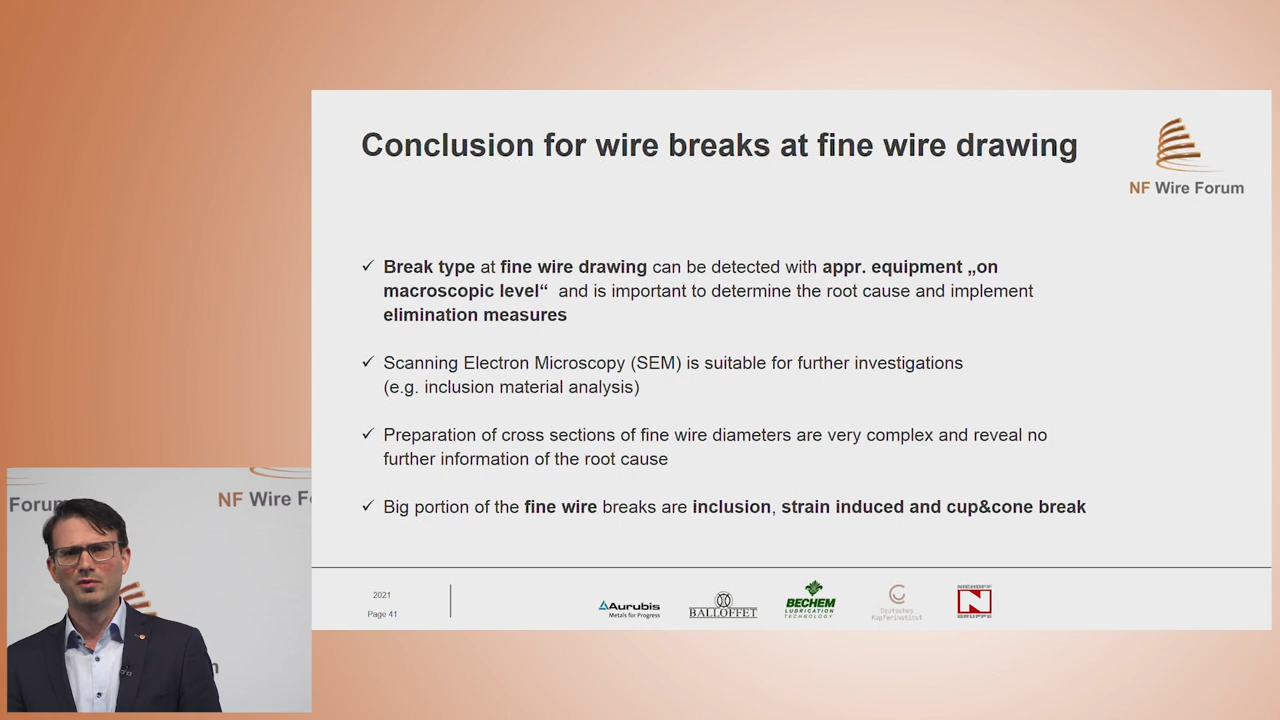 Conclusion for wire breaks at fine wire drawing
NF Wire Forum
✓ Break type at fine wire drawing can be detected with appr. equipment „on
macroscopic level“ and is important to determine the root cause and implement
elimination measures
✓ Scanning Electron Microscopy (SEM) is suitable for further investigations
(e.g. inclusion material analysis)
✓ Preparation of cross sections of fine wire diameters are very complex and reveal no
further information of the root cause
✓ Big portion of the fine wire breaks are inclusion, strain induced and cup&cone break
2021
Page 41
Aurubis
Metals for Progress
BALLOFFET
BECHEM
LUBRICATION
TECHNOLOGY
Deutsches
Kupferinstitut
NIEHOFF
N
GRUPPE
Forum
NF Wire Fo
m